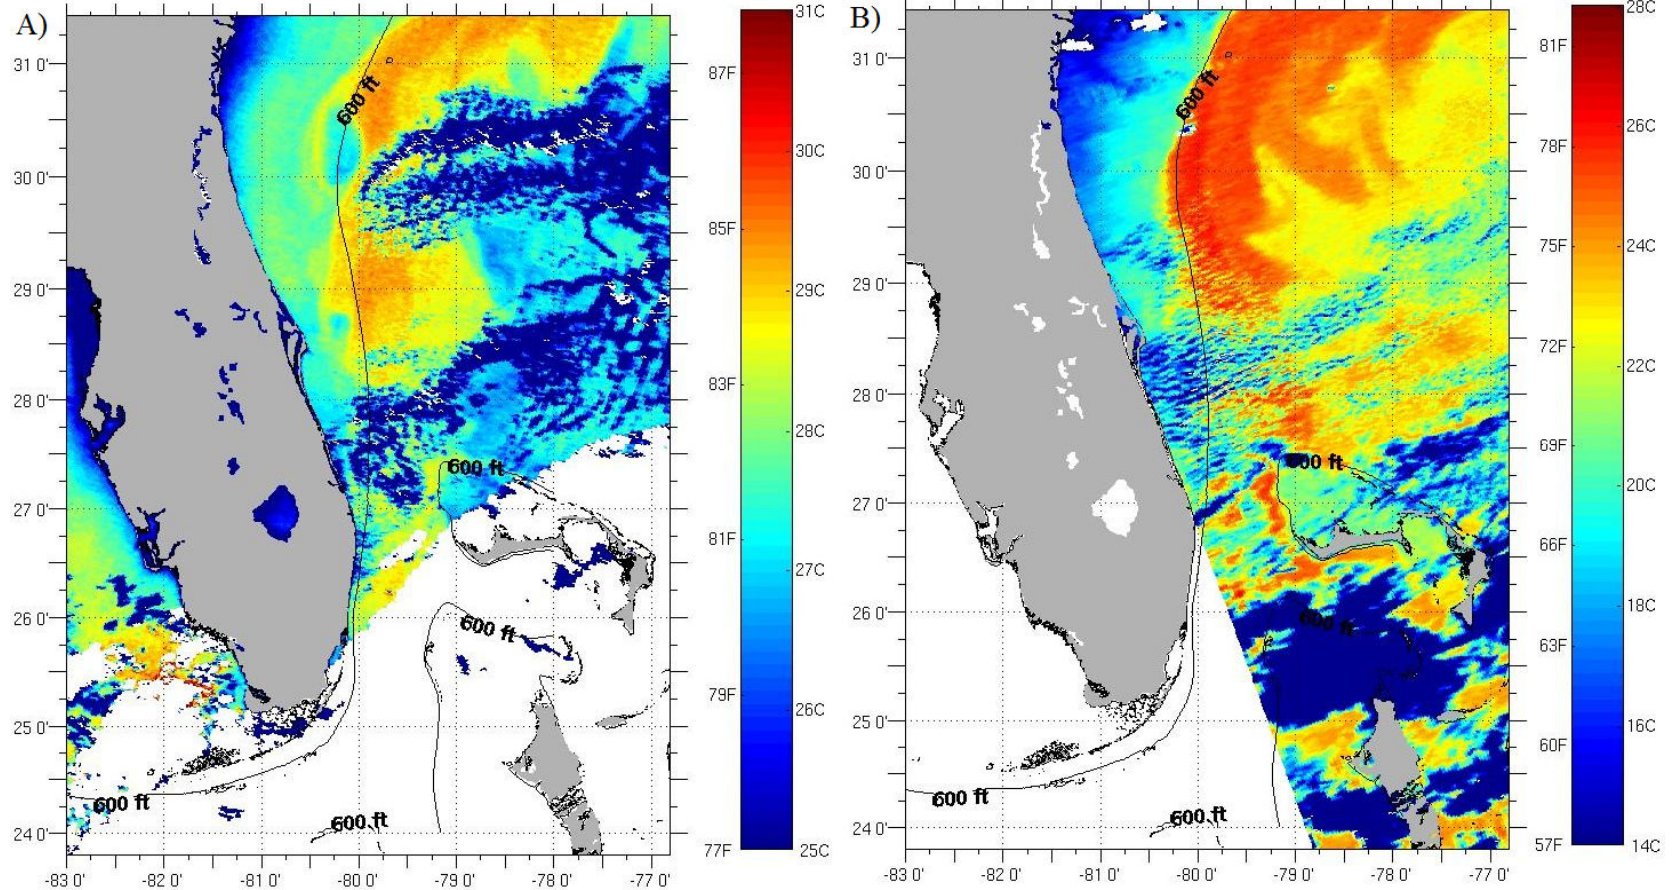 A)
31 0'
30 0'
29 0'
28 0'
27 0'
26 0'
25 0'
24 0'
-83 0'
-82 0'
-81 0'
-80 0'
-79 0'
-78 0'
-77 0'
600 ft
600 ft
600 ft
600 ft
600 ft
87F
85F
83F
81F
79F
77F
31C
30C
29C
28C
27C
26C
25C
B)
31 0'
30 0'
29 0'
28 0'
27 0'
26 0'
25 0'
24 0'
-83 0'
-82 0'
-81 0'
-80 0'
-79 0'
-78 0'
-77 0'
600 ft
600 ft
600 ft
600 ft
600 ft
81F
78F
75F
72F
69F
66F
63F
60F
57F
28C
26C
24C
22C
20C
18C
16C
14C